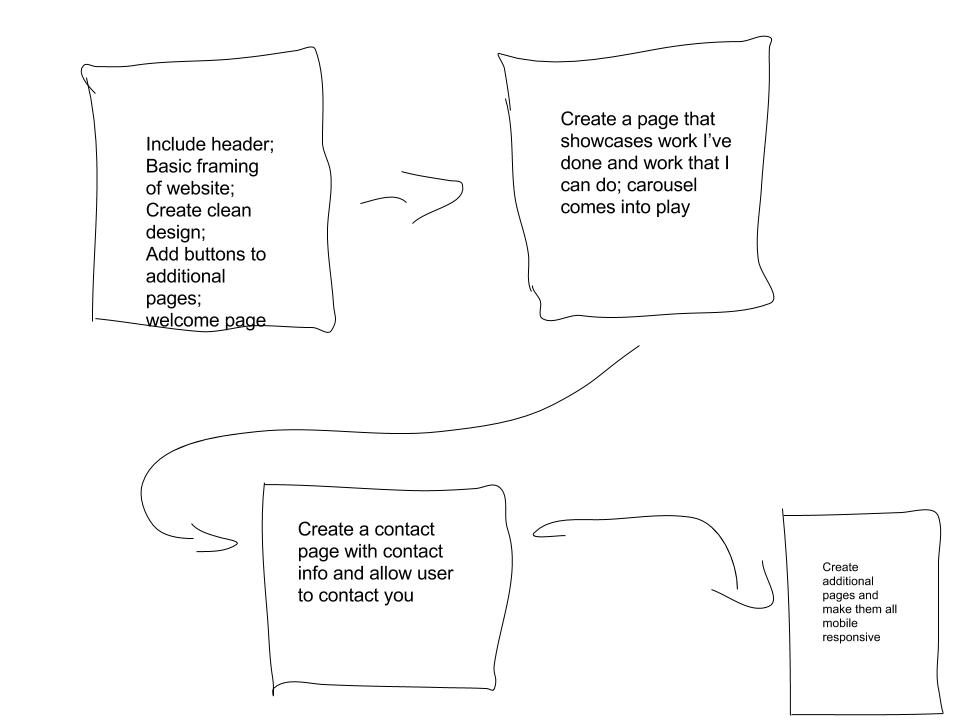 Include header;
Basic framing
of website;
Create clean
design;
Add buttons to
additional
pages;
welcome page
Create a page that
showcases work I’ve
done and work that I
can do; carousel
comes into play
Create a contact
page with contact
info and allow user
to contact you
Create
additional
pages and
make them all
mobile
responsive